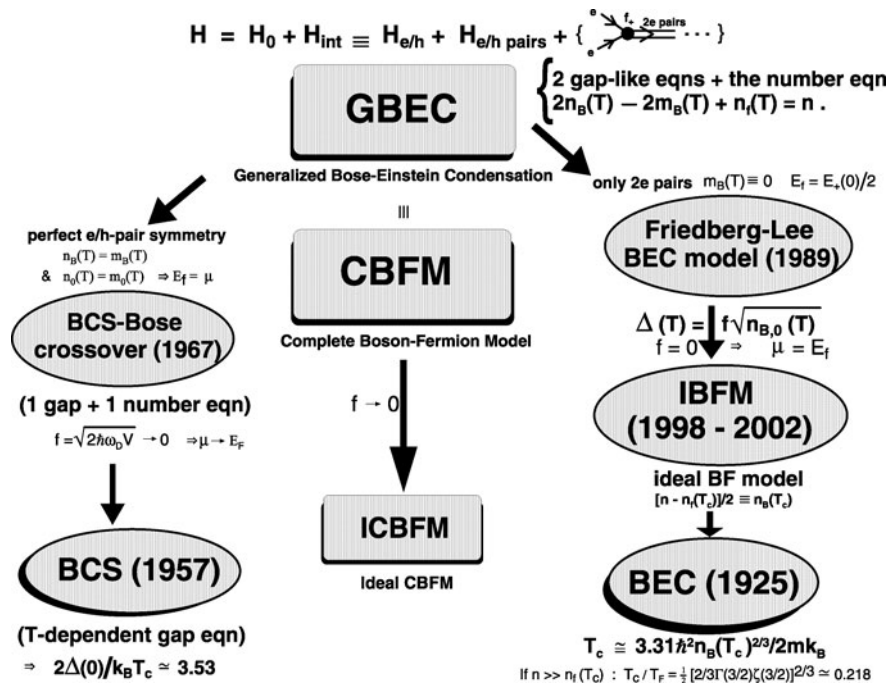 H = H₀ + H_int ≡ H_e/h + H_e/h pairs + { e e f₊ 2e pairs · · · }
{ 2 gap-like eqns + the number eqn
2n_B(T) − 2m_B(T) + n_f(T) = n .
GBEC
Generalized Bose-Einstein Condensation
perfect e/h-pair symmetry
n_B(T) = m_B(T)
& n₀(T) = m₀(T) ⇒ E_f = μ
BCS-Bose
crossover (1967)
(1 gap + 1 number eqn)
f = √2ħω_DV → 0 ⇒ μ → E_F
BCS (1957)
(T-dependent gap eqn)
⇒ 2Δ(0)/k_BT_c ≃ 3.53
≡
CBFM
Complete Boson-Fermion Model
f → 0
ICBFM
Ideal CBFM
only 2e pairs m_B(T) ≡ 0 E_f = E₊(0)/2
Friedberg-Lee
BEC model (1989)
Δ (T) = f√n_B,0 (T)
f = 0 ⇒ μ = E_f
IBFM
(1998 - 2002)
ideal BF model
[n - n_f(T_c)]/2 ≡ n_B(T_c)
BEC (1925)
T_c ≅ 3.31ħ²n_B(T_c)^2/3/2mk_B
If n >> n_f (T_C) : T_C / T_F = ½ [2/3Γ(3/2)ζ(3/2)]^2/3 ≃ 0.218